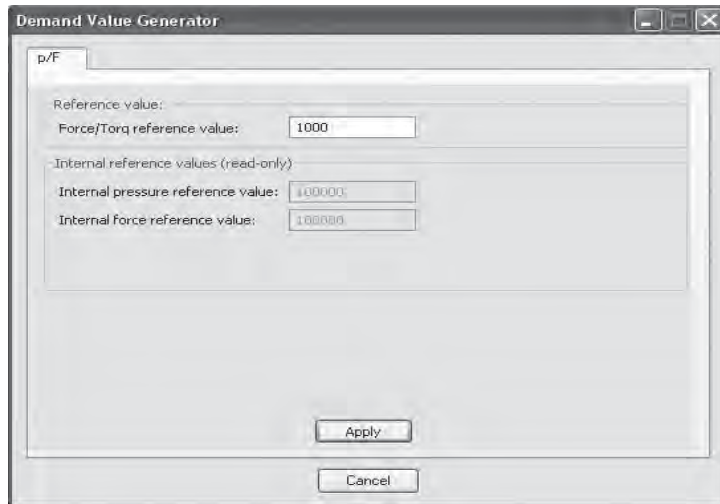 Demand Value Generator
p/F
Reference value:
Force/Torq reference value: 1000
Internal reference values (read-only)
Internal pressure reference value: 100000
Internal force reference value: 100000
Apply
Cancel